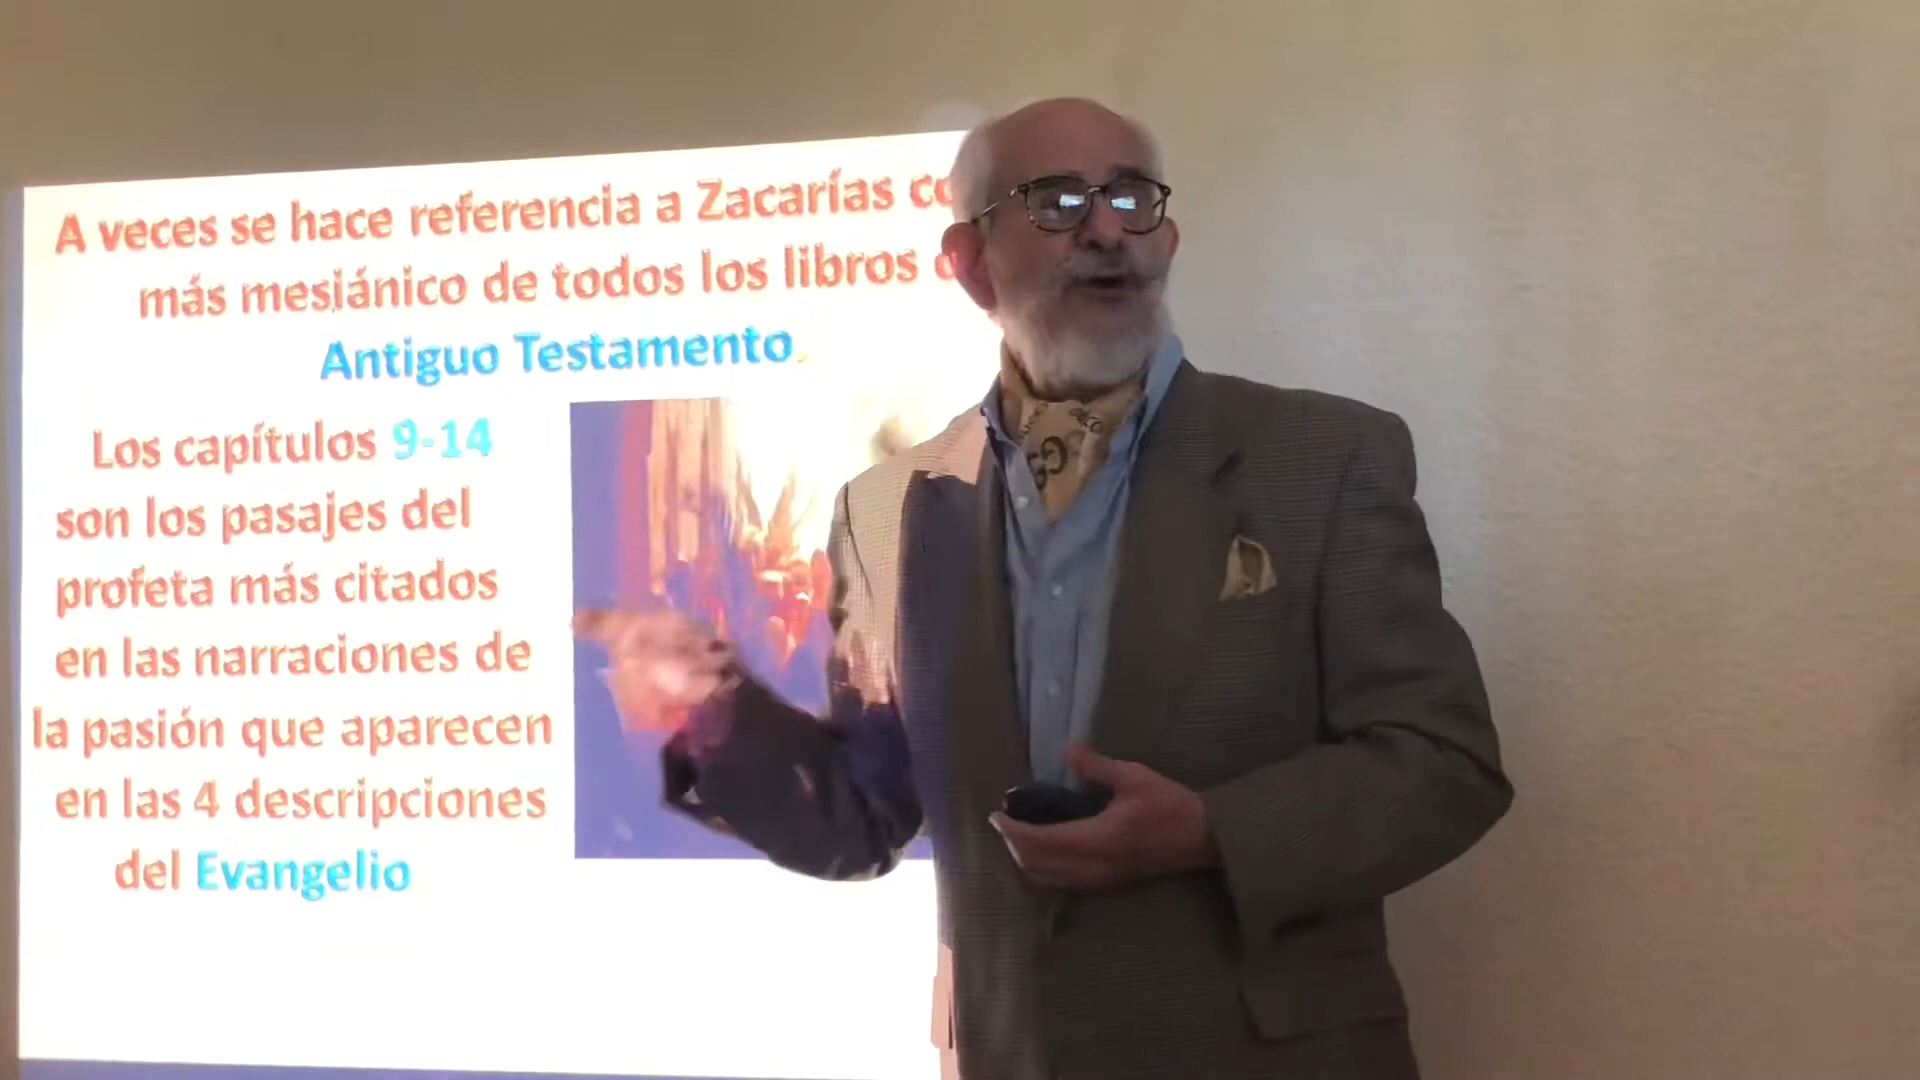 A veces se hace referencia a Zacarías
más mesiánico de todos los libros
Antiguo Testamento.
Los capítulos 9-14
son los pasajes del
profeta más citados
en las narraciones de
la pasión que aparecen
en las 4 descripciones
del Evangelio